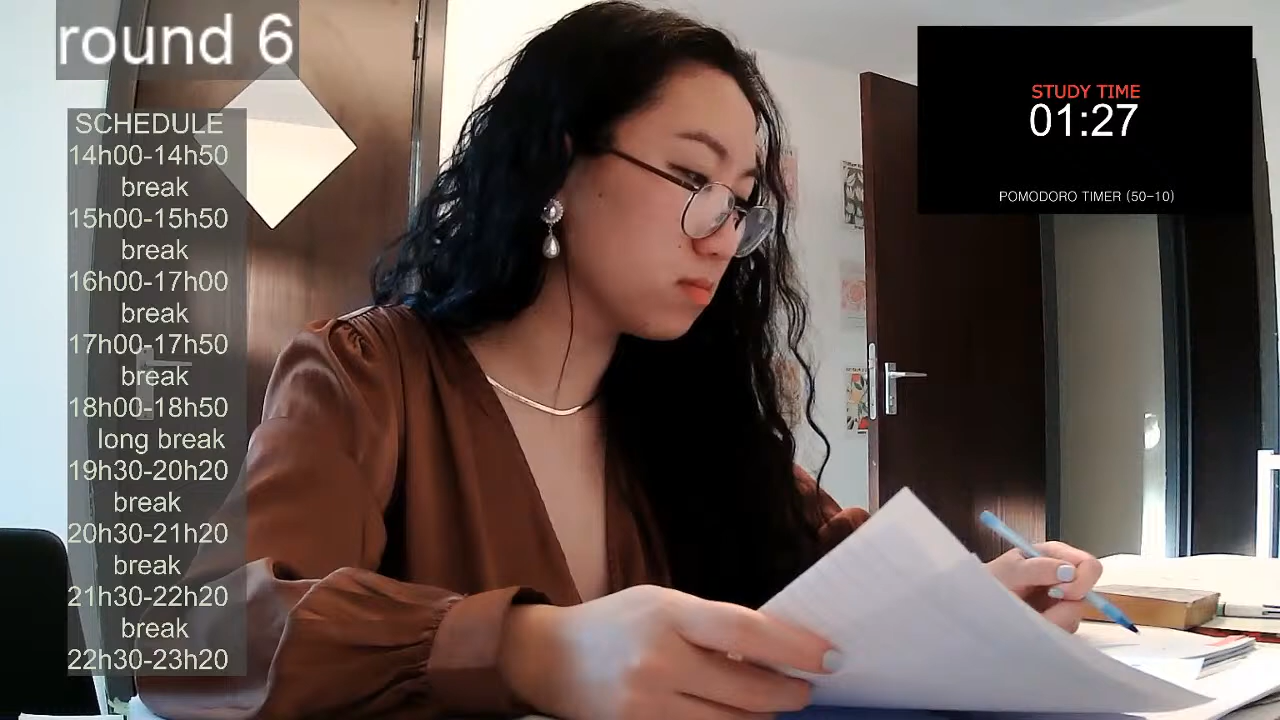 round 6
SCHEDULE
14h00-14h50
break
15h00-15h50
break
16h00-17h00
break
17h00-17h50
break
18h00-18h50
long break
19h30-20h20
break
20h30-21h20
break
21h30-22h20
break
22h30-23h20
STUDY TIME
01:27
POMODORO TIMER (50-10)